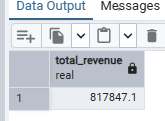 Data Output Messages
total_revenue
real
1 817847.1